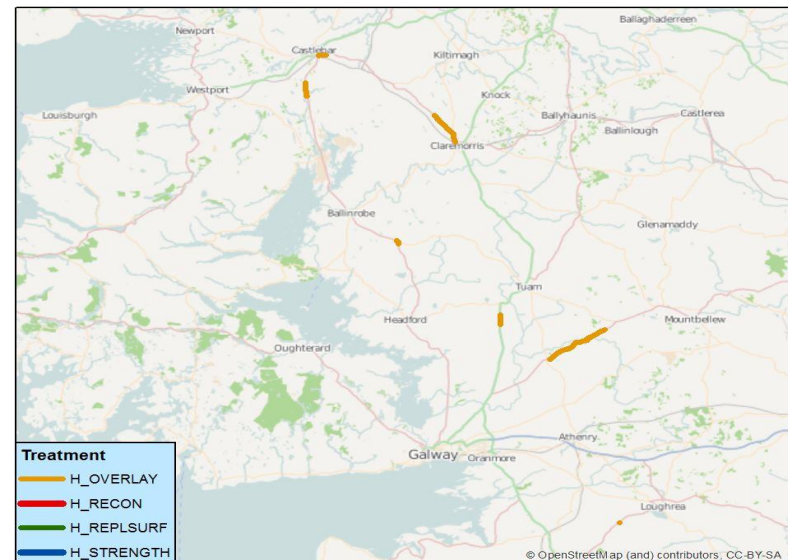 Ballaghaderreen
Newport
Castlebar
Kiltimagh
Westport
Knock
Louisburgh
Ballyhaunis
Castlerea
Ballinlough
Claremorris
Ballinrobe
Glenamaddy
Tuam
Headford
Mountbellew
Oughterard
Athenry
Galway
Oranmore
Loughrea
Treatment
H_OVERLAY
H_RECON
H_REPLSURF
H_STRENGTH
© OpenStreetMap (and) contributors, CC-BY-SA